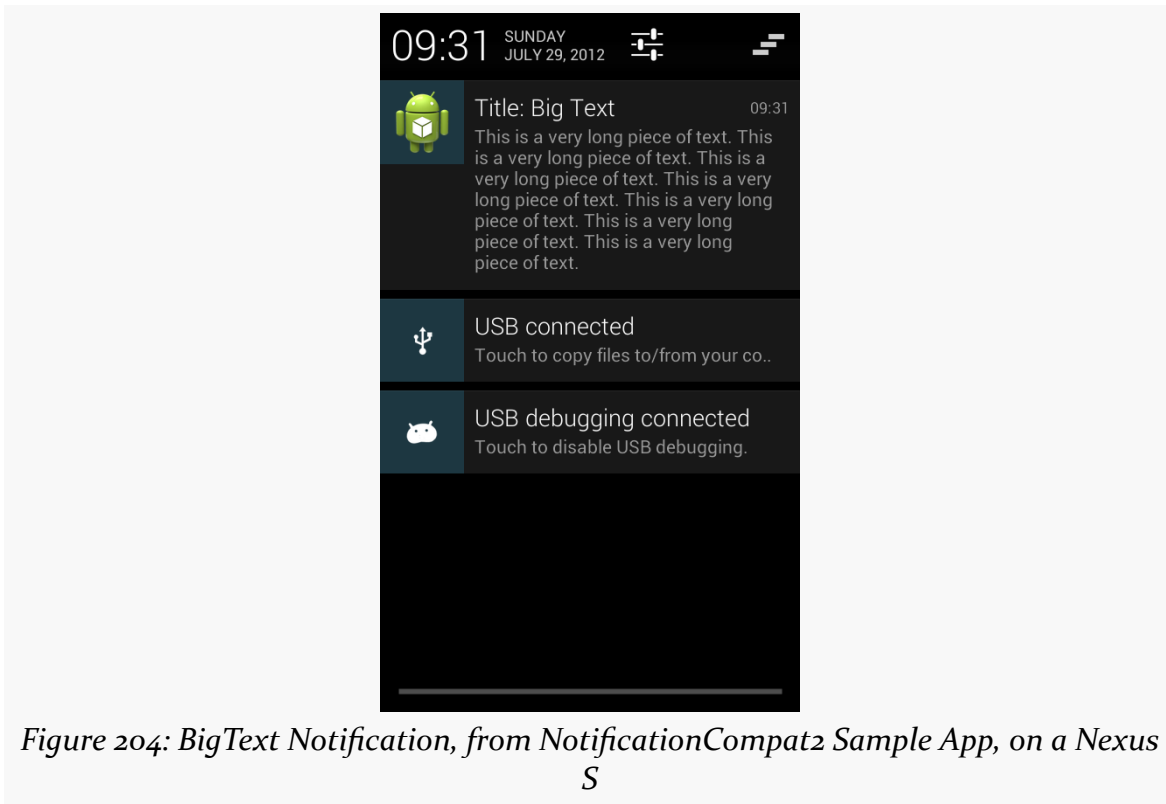 09:31
SUNDAY
JULY 29, 2012
Title: Big Text
09:31
This is a very long piece of text. This
is a very long piece of text. This is a
very long piece of text. This is a very
long piece of text. This is a very long
piece of text. This is a very long
piece of text. This is a very long
piece of text.
USB connected
Touch to copy files to/from your co..
USB debugging connected
Touch to disable USB debugging.
Figure 204: BigText Notification, from NotificationCompat2 Sample App, on a Nexus
S